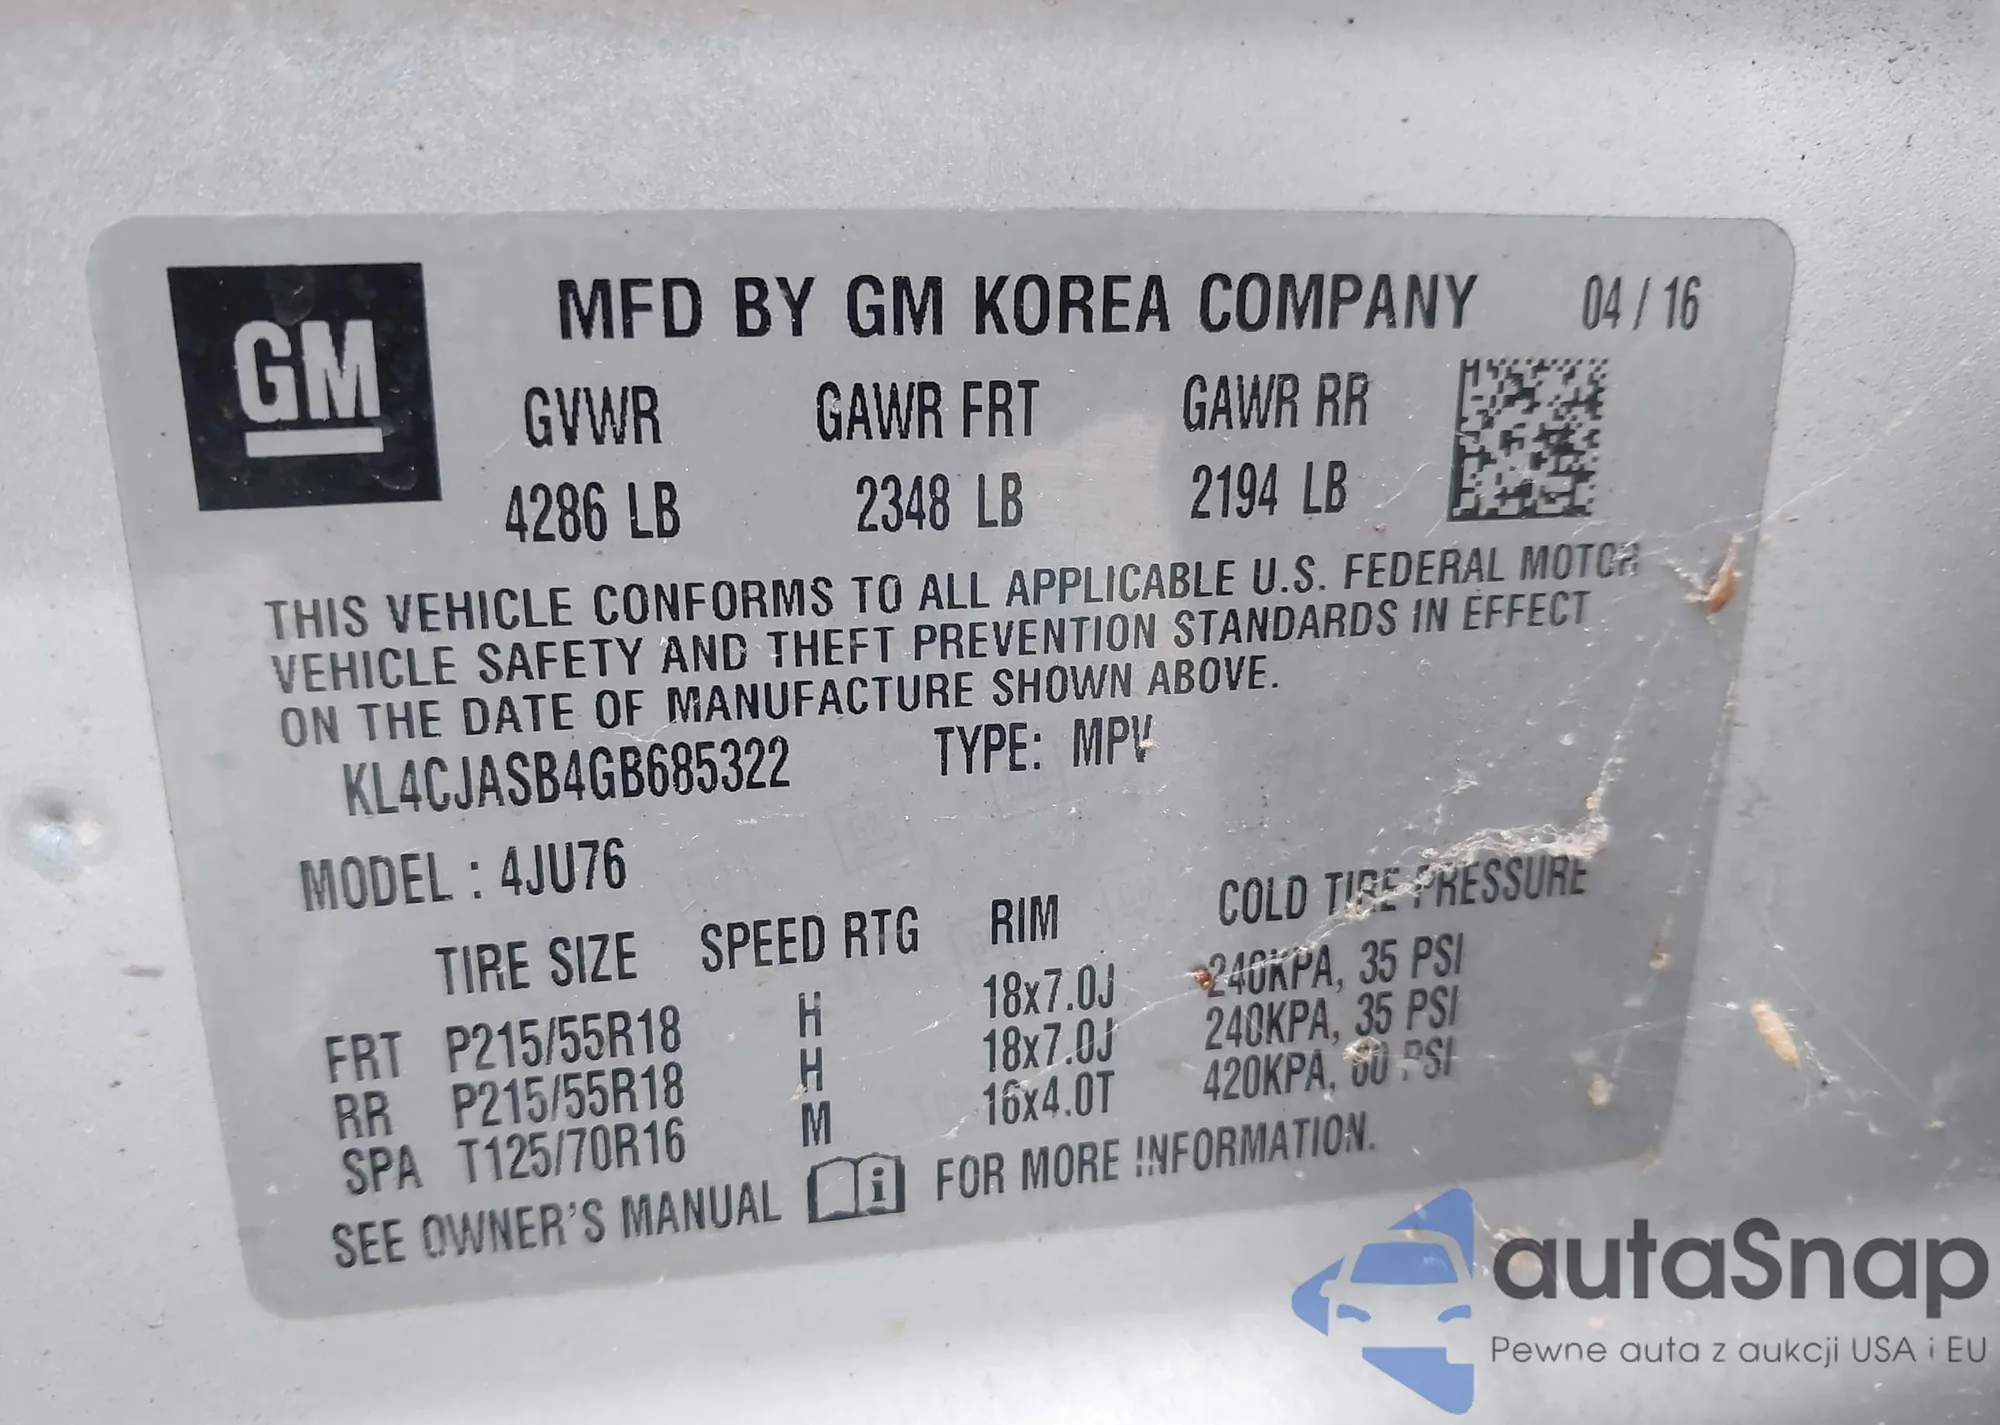 GM
MFD BY GM KOREA COMPANY 04 / 16
GVWR GAWR FRT GAWR RR
4286 LB 2348 LB 2194 LB
THIS VEHICLE CONFORMS TO ALL APPLICABLE U.S. FEDERAL MOTOR
VEHICLE SAFETY AND THEFT PREVENTION STANDARDS IN EFFECT
ON THE DATE OF MANUFACTURE SHOWN ABOVE.
KL4CJASB4GB685322 TYPE: MPV
MODEL : 4JU76
TIRE SIZE SPEED RTG RIM COLD TIRE PRESSURE
FRT P215/55R18 H 18x7.0J 240KPA, 35 PSI
RR P215/55R18 H 18x7.0J 240KPA, 35 PSI
SPA T125/70R16 M 16x4.0T 420KPA, 60 PSI
SEE OWNER'S MANUAL i FOR MORE INFORMATION.
autaSnap
Pewne auta z aukcji USA i EU